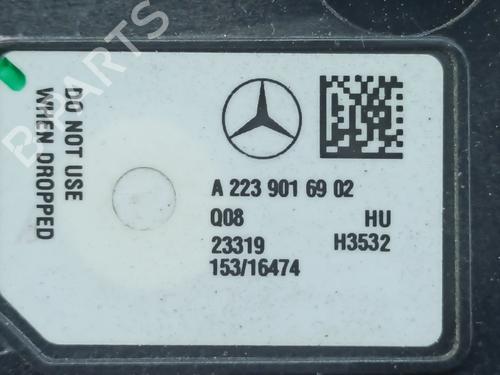 DO NOT USE
WHEN DROPPED
A 223 901 69 02
Q08 HU
23319 H3532
153/16474
B-PARTS